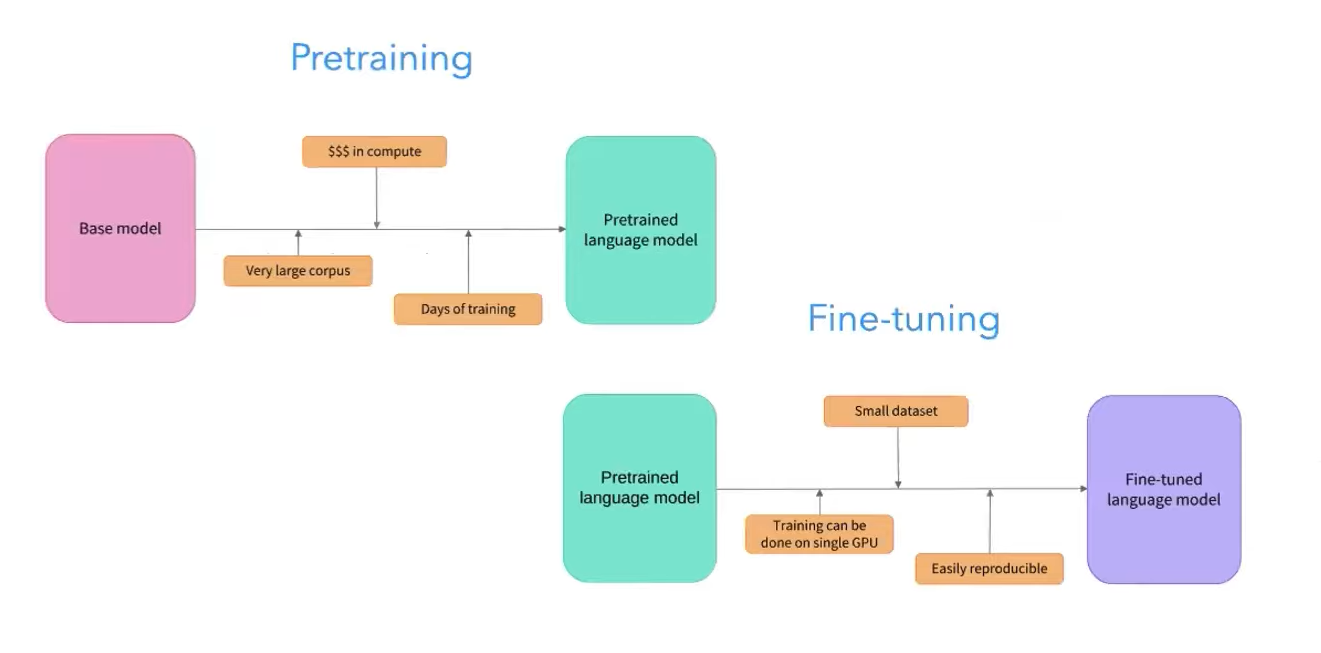 Pretraining
$$$ in compute
Base model
Pretrained
language model
Very large corpus
Days of training
Fine-tuning
Small dataset
Pretrained
language model
Fine-tuned
language model
Training can be
done on single GPU
Easily reproducible